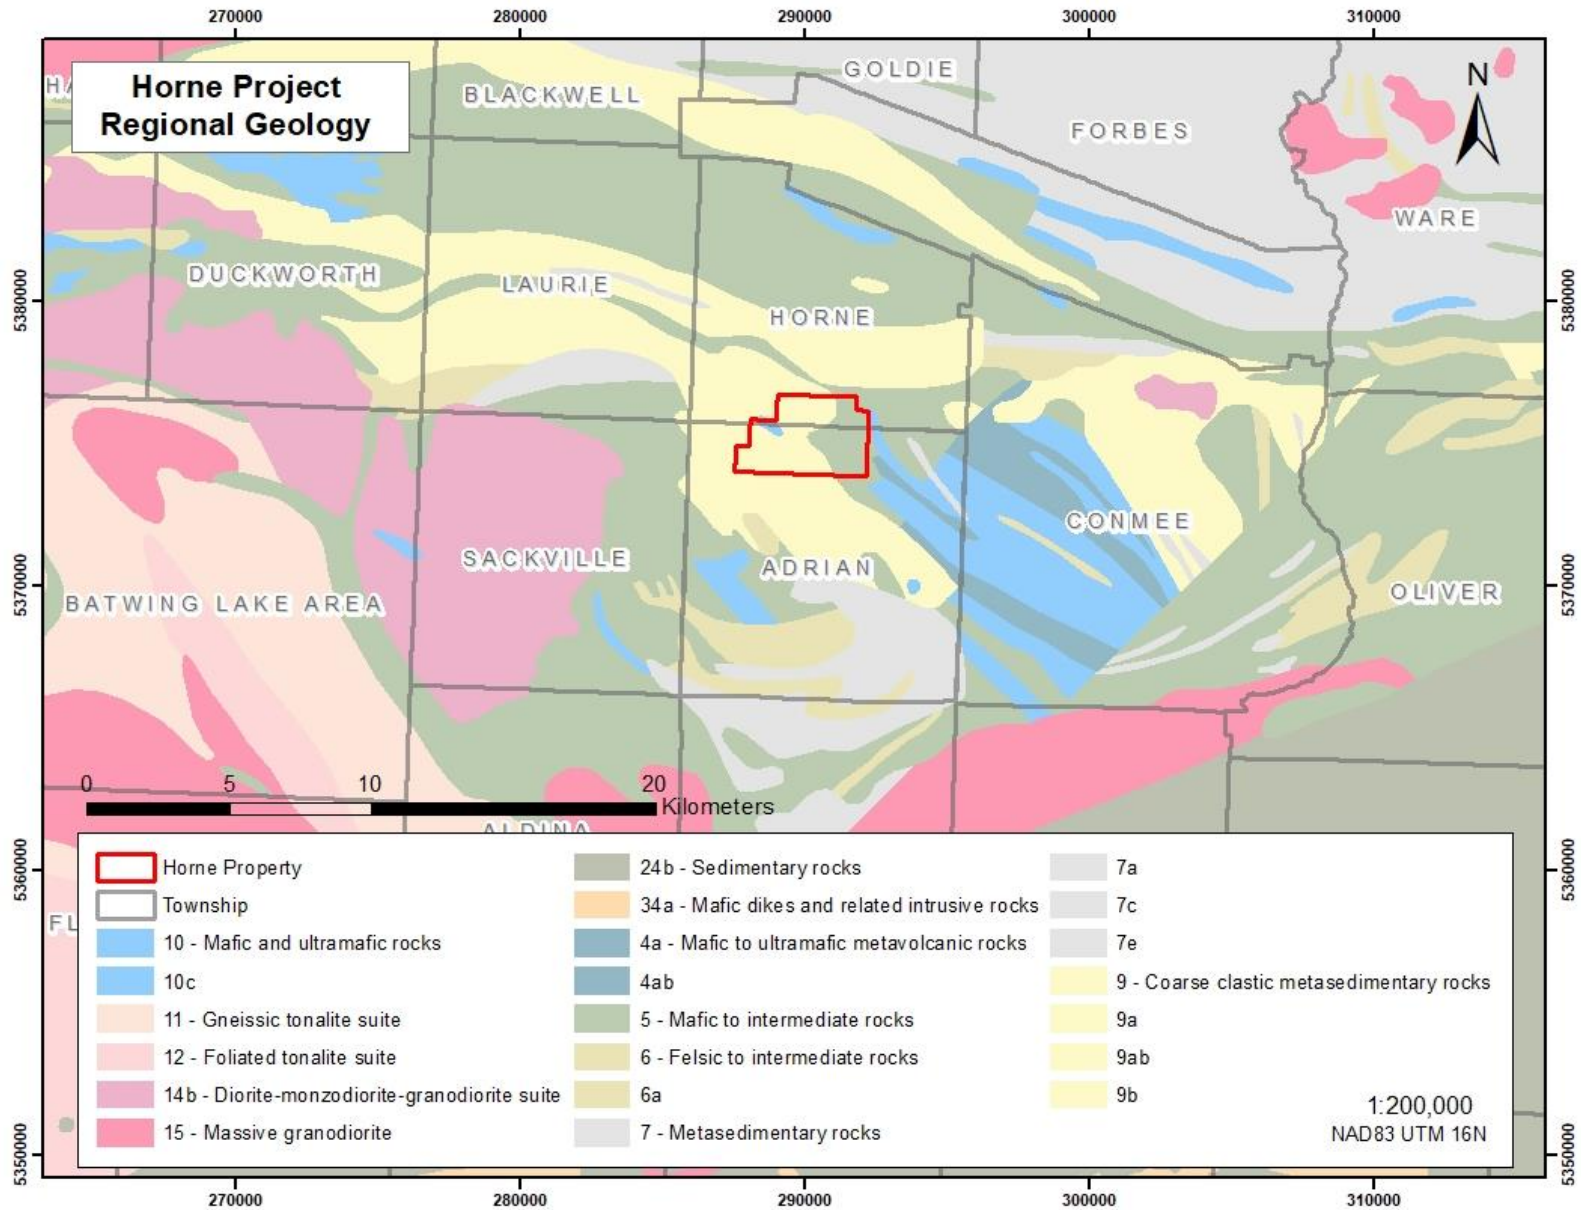 270000 280000 290000 300000 310000
Horne Project
Regional Geology
HA
BLACKWELL
GOLDIE
FORBES
N
WARE
DUCKWORTH
LAURIE
HORNE
5380000
5380000
CONMEE
SACKVILLE
ADRIAN
BATWING LAKE AREA
OLIVER
5370000
5370000
0 5 10 20
Kilometers
ALDINA
FL
5360000
5360000
Horne Property
Township
10 - Mafic and ultramafic rocks
10c
11 - Gneissic tonalite suite
12 - Foliated tonalite suite
14b - Diorite-monzodiorite-granodiorite suite
15 - Massive granodiorite
24b - Sedimentary rocks
34a - Mafic dikes and related intrusive rocks
4a - Mafic to ultramafic metavolcanic rocks
4ab
5 - Mafic to intermediate rocks
6 - Felsic to intermediate rocks
6a
7 - Metasedimentary rocks
7a
7c
7e
9 - Coarse clastic metasedimentary rocks
9a
9ab
9b
1:200,000
NAD83 UTM 16N
5350000
5350000
270000 280000 290000 300000 310000